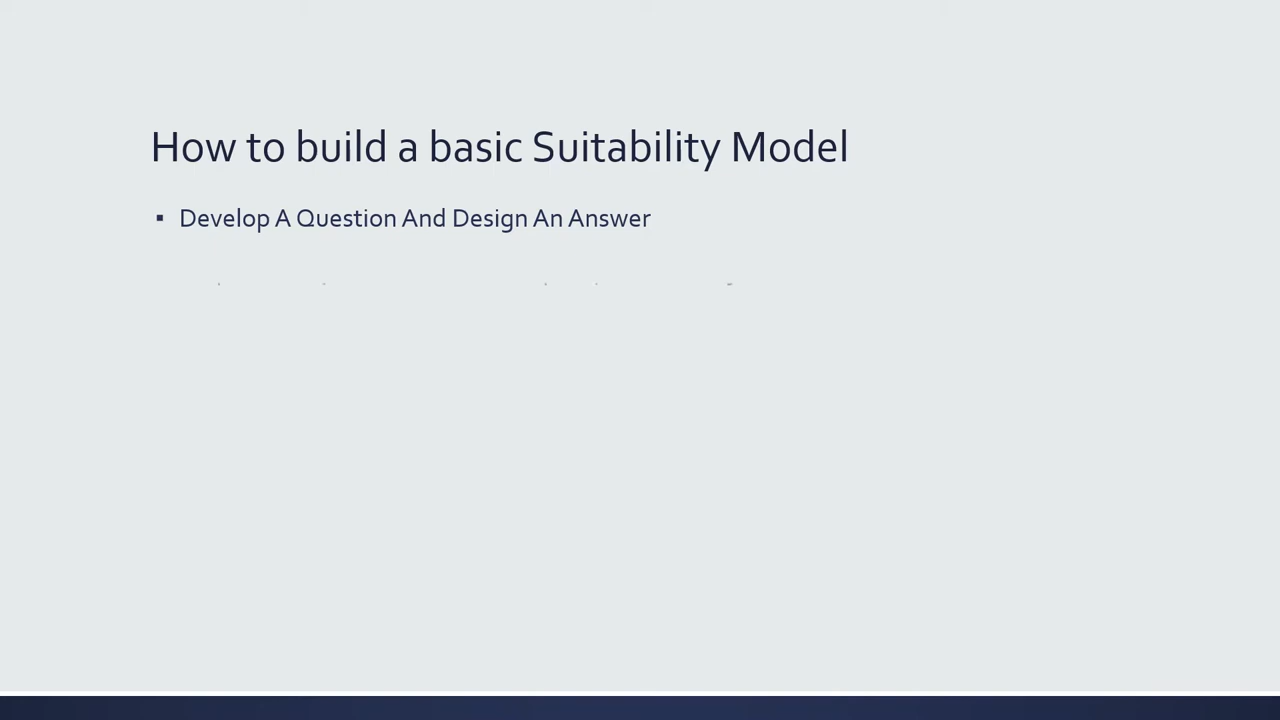 How to build a basic Suitability Model
▪ Develop A Question And Design An Answer